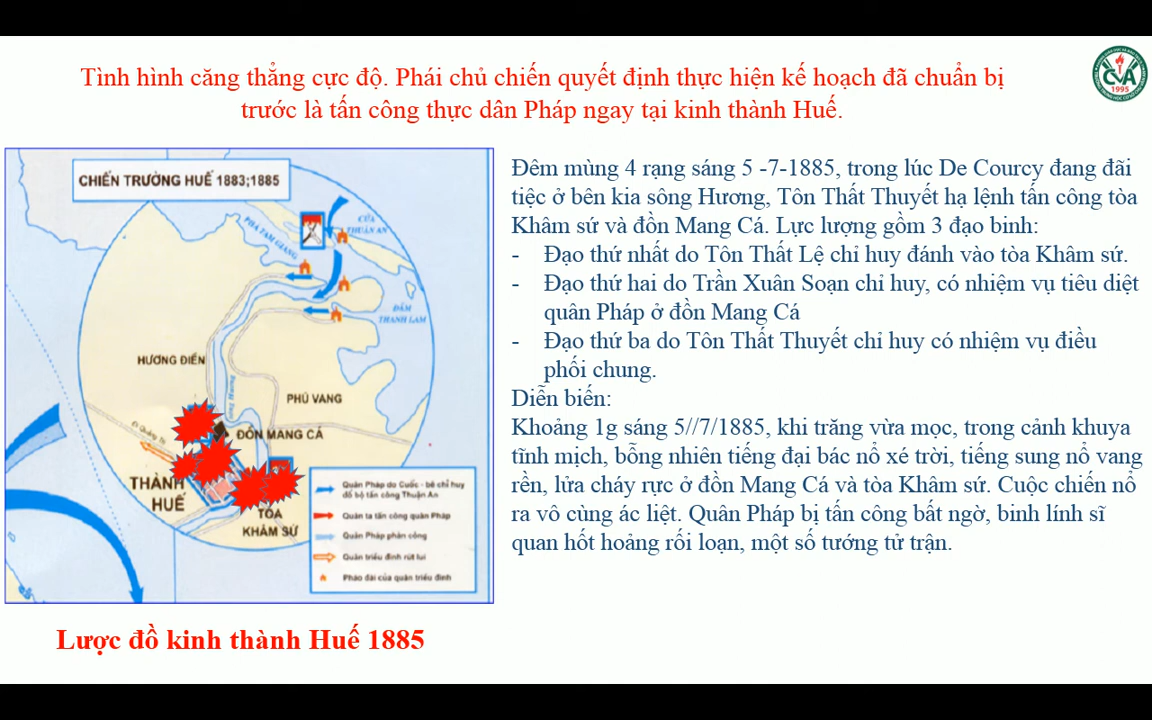 Tình hình căng thẳng cực độ. Phái chủ chiến quyết định thực hiện kế hoạch đã chuẩn bị
trước là tấn công thực dân Pháp ngay tại kinh thành Huế.
CVA
1995
CHIẾN TRƯỜNG HUẾ 1883;1885
CỬA
THUẬN AN
PHÁ TAM GIANG
ĐẦM
THANH LAM
HƯƠNG ĐIỀN
PHÚ VANG
ĐỒN MANG CÁ
Đi Quảng Trị
THÀNH
HUẾ
TÒA
KHÂM SỨ
Quân Pháp do Cuốc - bê chỉ huy
đổ bộ tấn công Thuận An
Quân ta tấn công quân Pháp
Quân Pháp phản công
Quân triều đình rút lui
Pháo đài của quân triều đình
Lược đồ kinh thành Huế 1885
Đêm mùng 4 rạng sáng 5 -7-1885, trong lúc De Courcy đang đãi
tiệc ở bên kia sông Hương, Tôn Thất Thuyết hạ lệnh tấn công tòa
Khâm sứ và đồn Mang Cá. Lực lượng gồm 3 đạo binh:
- Đạo thứ nhất do Tôn Thất Lệ chỉ huy đánh vào tòa Khâm sứ.
- Đạo thứ hai do Trần Xuân Soạn chỉ huy, có nhiệm vụ tiêu diệt
quân Pháp ở đồn Mang Cá
- Đạo thứ ba do Tôn Thất Thuyết chỉ huy có nhiệm vụ điều
phối chung.
Diễn biến:
Khoảng 1g sáng 5//7/1885, khi trăng vừa mọc, trong cảnh khuya
tĩnh mịch, bỗng nhiên tiếng đại bác nổ xé trời, tiếng sung nổ vang
rền, lửa cháy rực ở đồn Mang Cá và tòa Khâm sứ. Cuộc chiến nổ
ra vô cùng ác liệt. Quân Pháp bị tấn công bất ngờ, binh lính sĩ
quan hốt hoảng rối loạn, một số tướng tử trận.